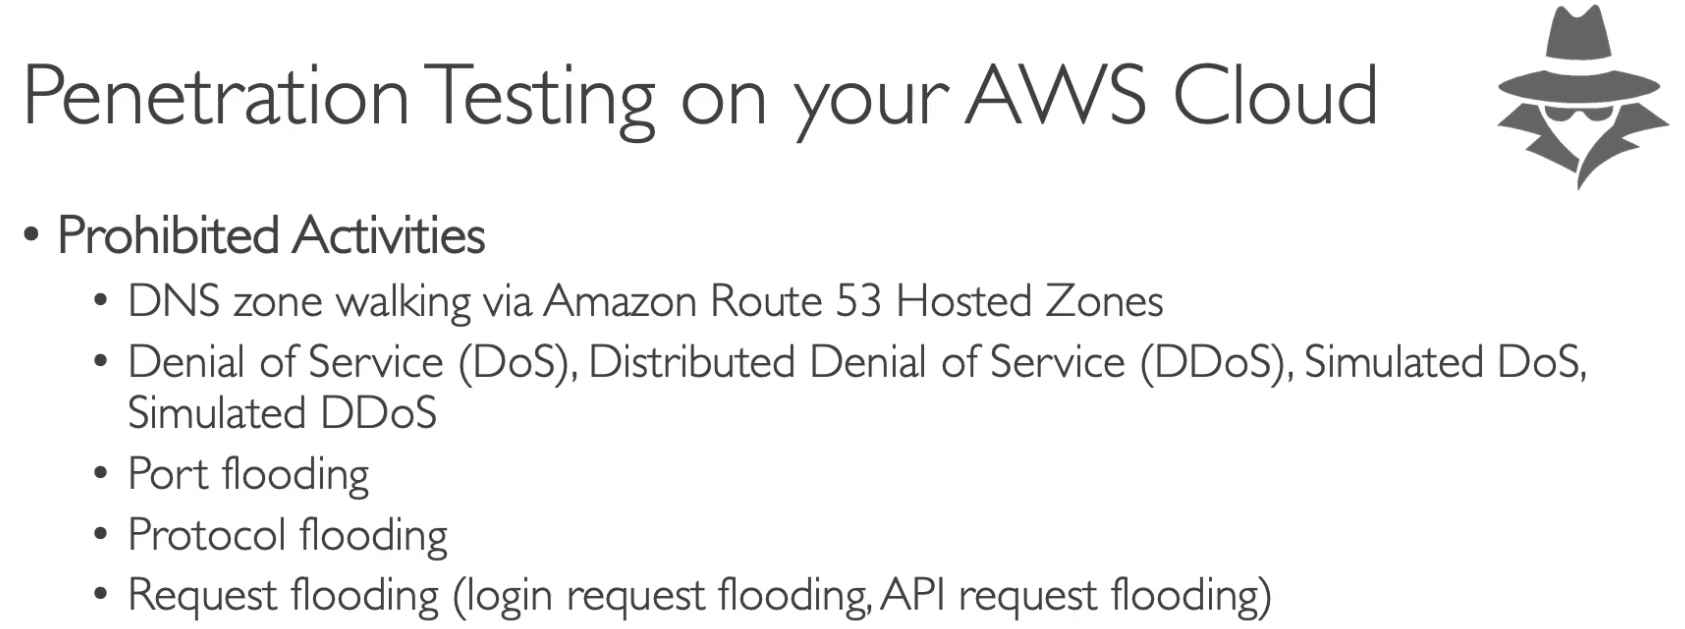 Penetration Testing on your AWS Cloud
• Prohibited Activities
• DNS zone walking via Amazon Route 53 Hosted Zones
• Denial of Service (DoS), Distributed Denial of Service (DDoS), Simulated DoS,
Simulated DDoS
• Port flooding
• Protocol flooding
• Request flooding (login request flooding, API request flooding)